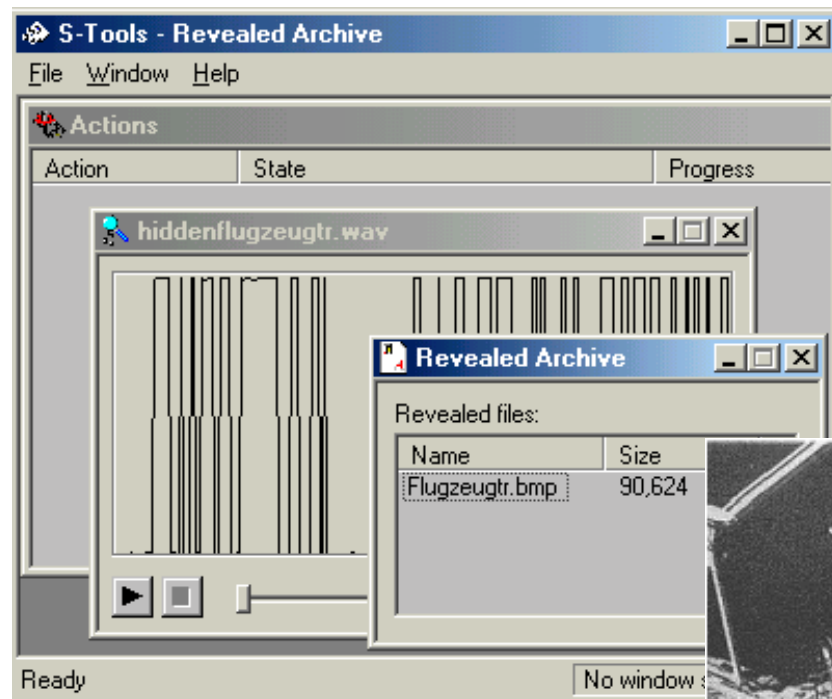 S-Tools - Revealed Archive
File Window Help
Actions
Action State Progress
hiddenflugzeugtr.wav
Revealed Archive
Revealed files:
Name Size
Flugzeugtr.bmp 90,624
Ready No window